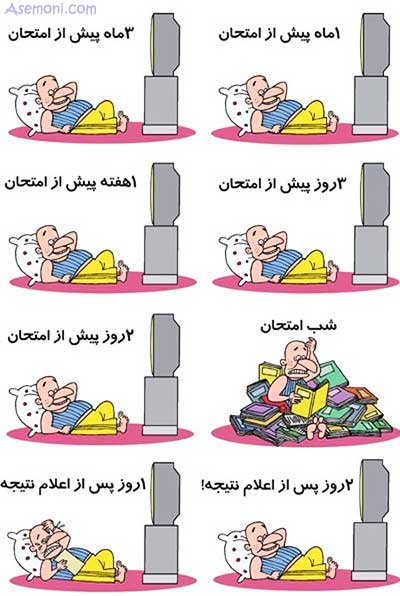 Asemoni.com
۳ماه پیش از امتحان
۱ماه پیش از امتحان
۱هفته پیش از امتحان
۳روز پیش از امتحان
۲روز پیش از امتحان
شب امتحان
۱روز پس از اعلام نتیجه
۲روز پس از اعلام نتیجه!